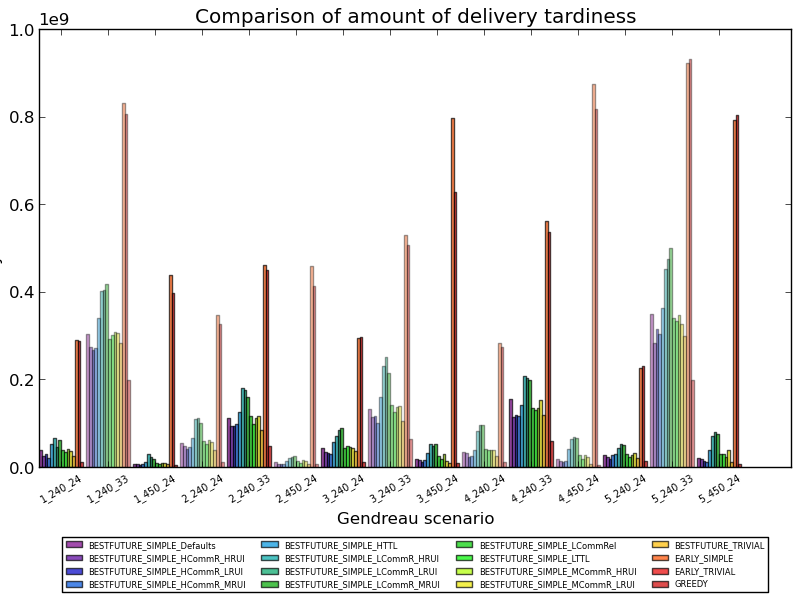 Comparison of amount of delivery tardiness
1e9
1.0
0.8
0.6
0.4
0.2
0.0
1_240_24 1_240_33 1_450_24 2_240_24 2_240_33 2_450_24 3_240_24 3_240_33 3_450_24 4_240_24 4_240_33 4_450_24 5_240_24 5_240_33 5_450_24
Gendreau scenario
BESTFUTURE_SIMPLE_Defaults BESTFUTURE_SIMPLE_HTTL BESTFUTURE_SIMPLE_LCommRel BESTFUTURE_TRIVIAL
BESTFUTURE_SIMPLE_HCommR_HRUI BESTFUTURE_SIMPLE_LCommR_HRUI BESTFUTURE_SIMPLE_LTTL EARLY_SIMPLE
BESTFUTURE_SIMPLE_HCommR_LRUI BESTFUTURE_SIMPLE_LCommR_LRUI BESTFUTURE_SIMPLE_MCommR_HRUI EARLY_TRIVIAL
BESTFUTURE_SIMPLE_HCommR_MRUI BESTFUTURE_SIMPLE_LCommR_MRUI BESTFUTURE_SIMPLE_MCommR_LRUI GREEDY